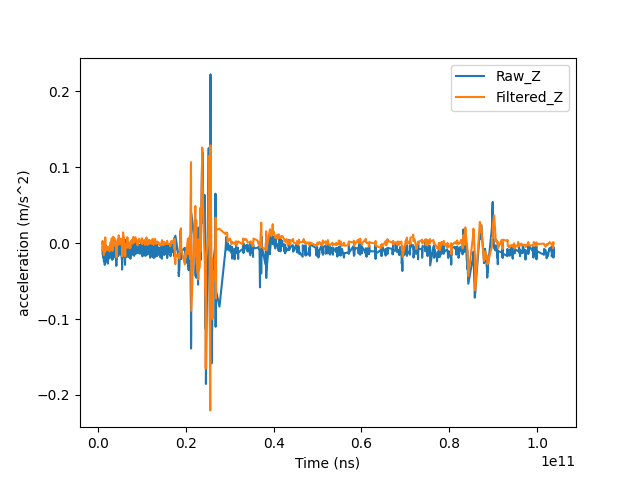 Raw_Z
Filtered_Z
acceleration (m/s^2)
0.2
0.1
0.0
−0.1
−0.2
0.0 0.2 0.4 0.6 0.8 1.0
1e11
Time (ns)